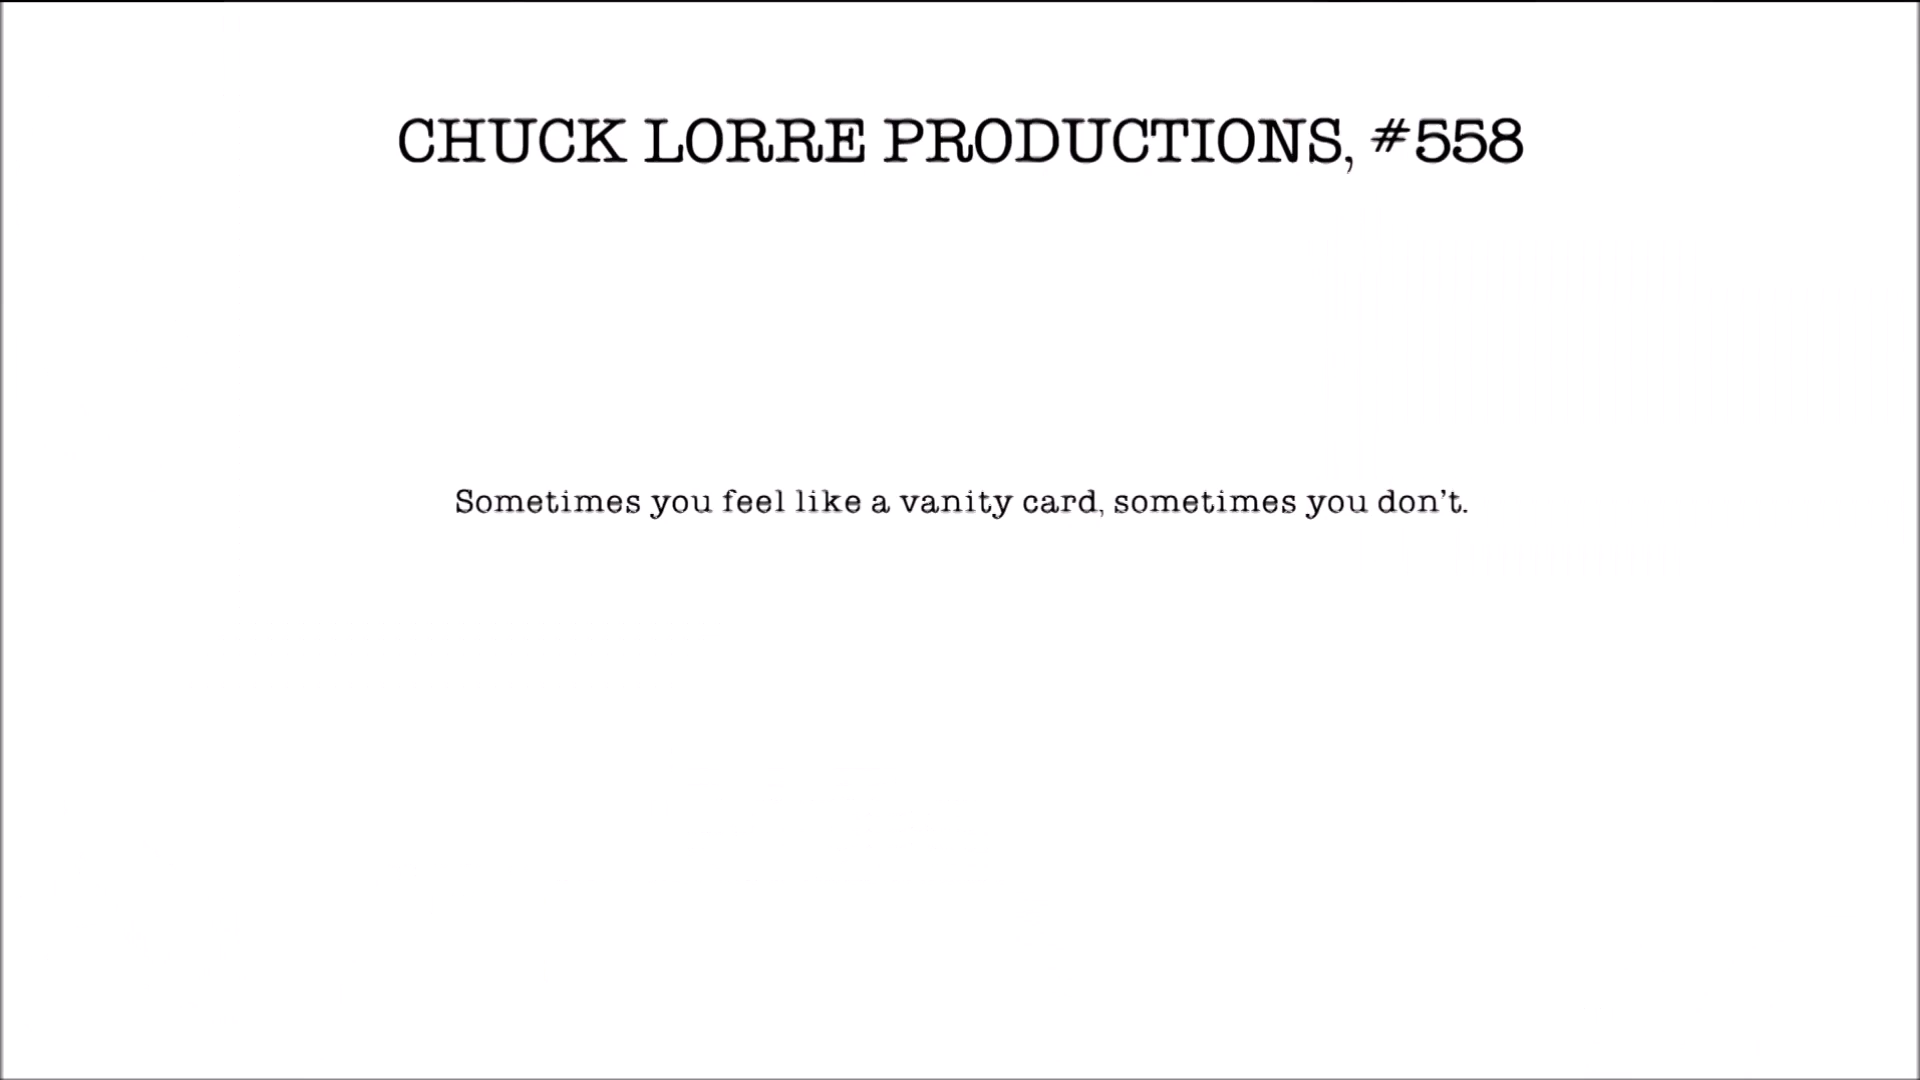 CHUCK LORRE PRODUCTIONS, #558
Sometimes you feel like a vanity card, sometimes you don't.